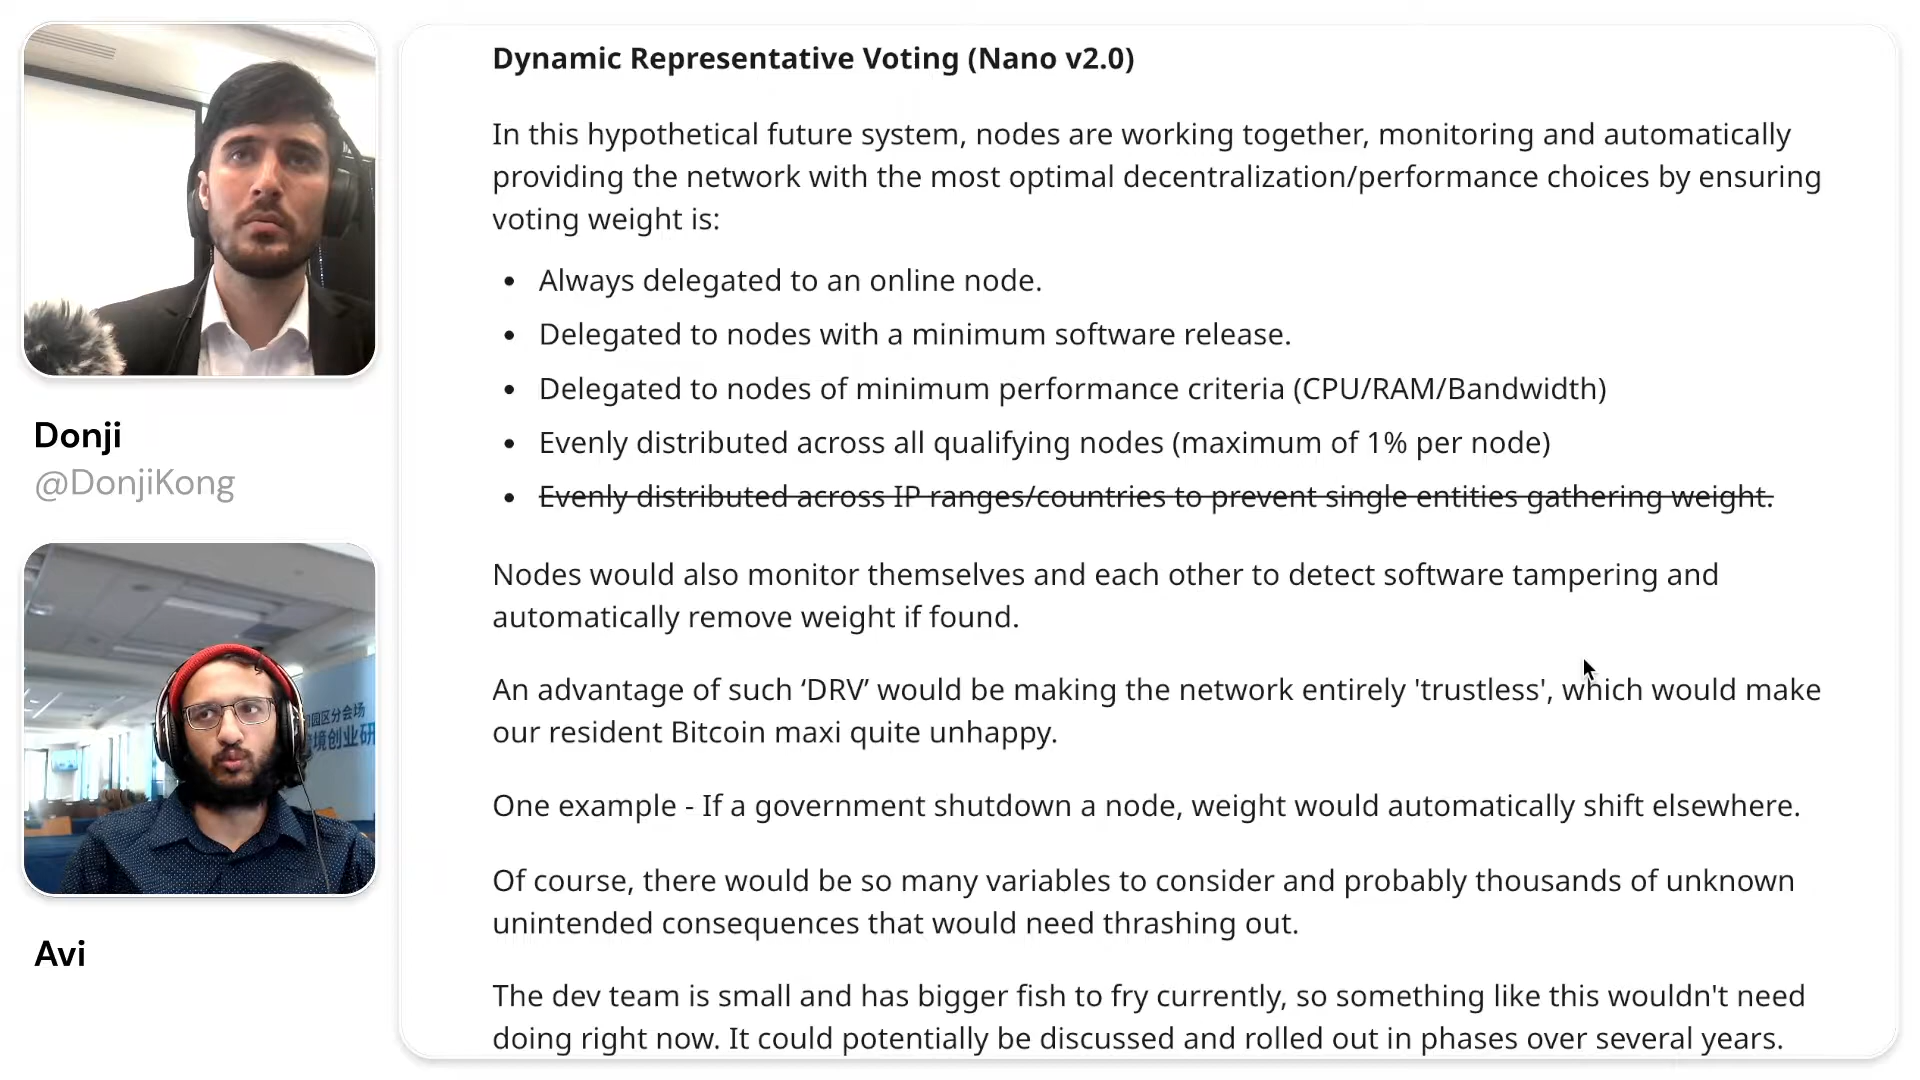 Dynamic Representative Voting (Nano v2.0)
In this hypothetical future system, nodes are working together, monitoring and automatically
providing the network with the most optimal decentralization/performance choices by ensuring
voting weight is:
• Always delegated to an online node.
• Delegated to nodes with a minimum software release.
• Delegated to nodes of minimum performance criteria (CPU/RAM/Bandwidth)
• Evenly distributed across all qualifying nodes (maximum of 1% per node)
• Evenly distributed across IP ranges/countries to prevent single entities gathering weight.
Nodes would also monitor themselves and each other to detect software tampering and
automatically remove weight if found.
An advantage of such ‘DRV’ would be making the network entirely 'trustless', which would make
our resident Bitcoin maxi quite unhappy.
One example - If a government shutdown a node, weight would automatically shift elsewhere.
Of course, there would be so many variables to consider and probably thousands of unknown
unintended consequences that would need thrashing out.
The dev team is small and has bigger fish to fry currently, so something like this wouldn't need
doing right now. It could potentially be discussed and rolled out in phases over several years.
Donji
@DonjiKong
园区分会场
境创业研
Avi